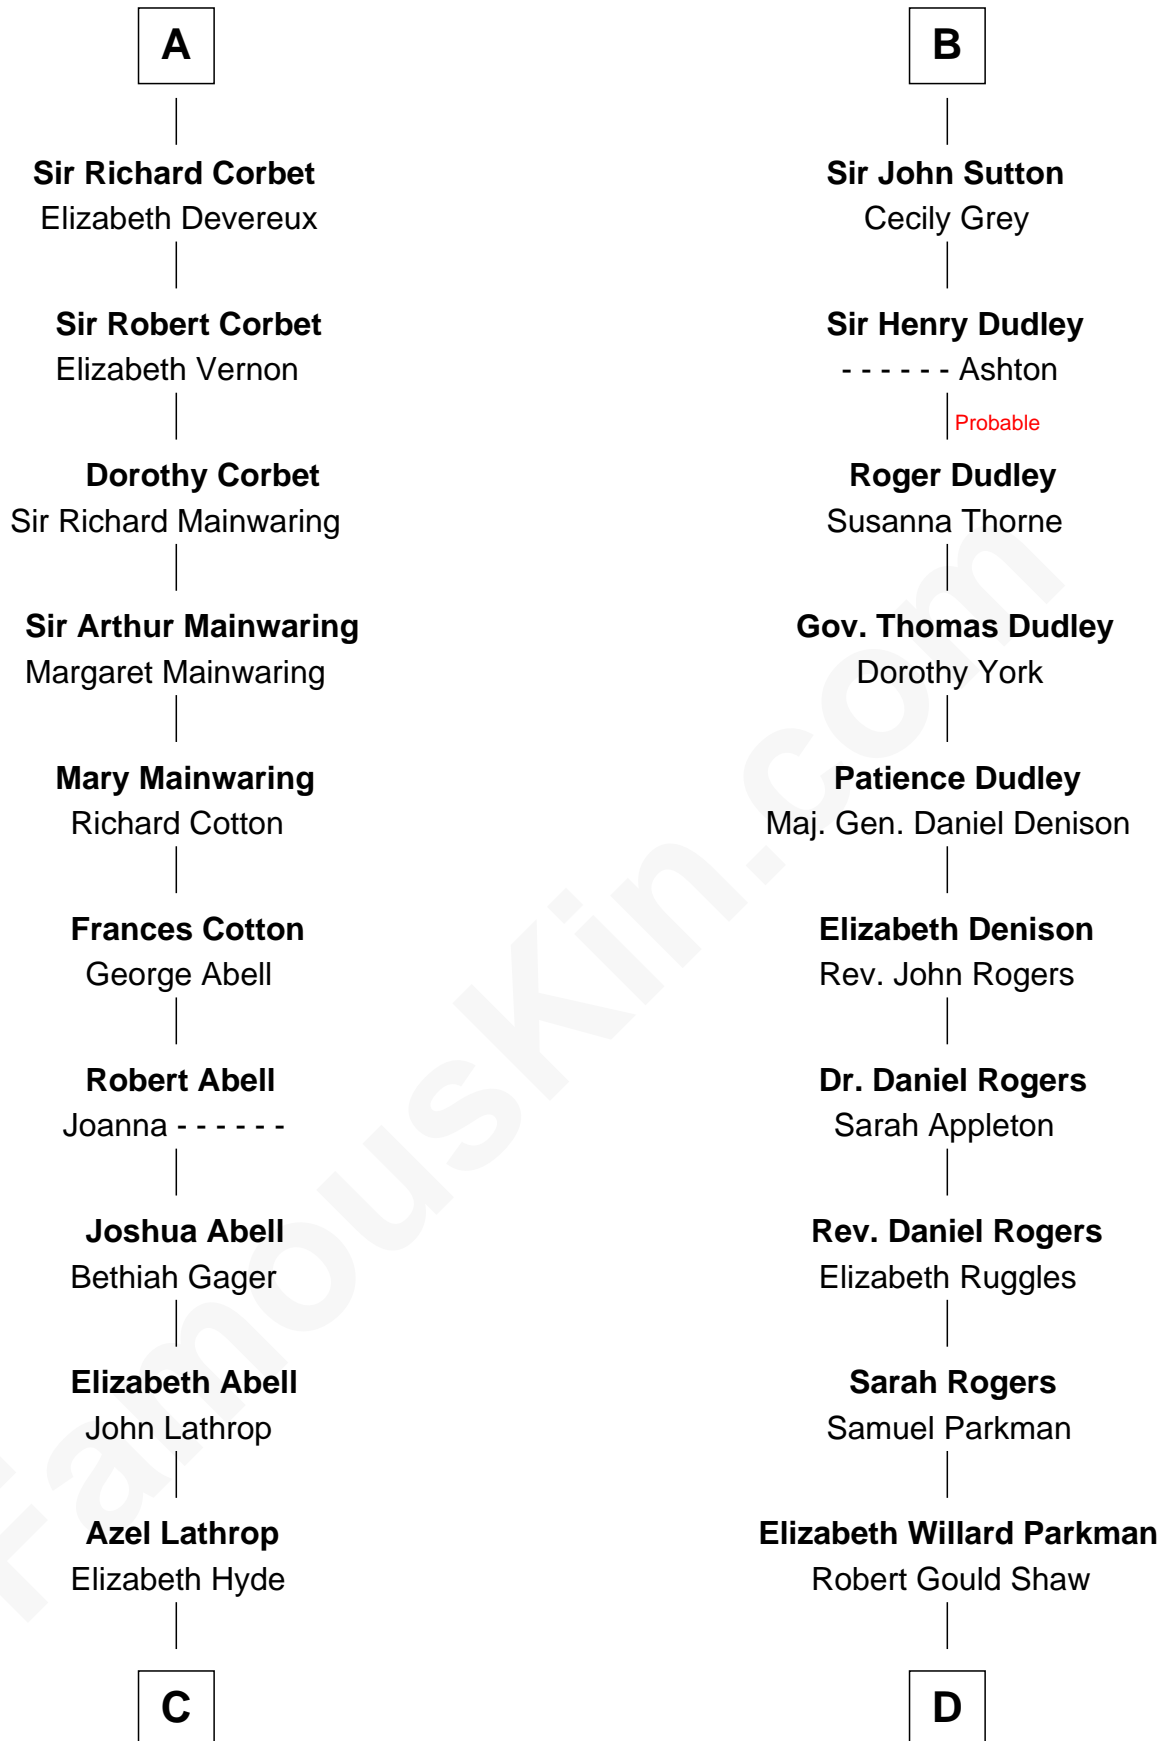 A
Sir Richard Corbet
Elizabeth Devereux
Sir Robert Corbet
Elizabeth Vernon
Dorothy Corbet
Sir Richard Mainwaring
Sir Arthur Mainwaring
Margaret Mainwaring
Mary Mainwaring
Richard Cotton
Frances Cotton
George Abell
Robert Abell
Joanna - - - - - -
Joshua Abell
Bethiah Gager
Elizabeth Abell
John Lathrop
Azel Lathrop
Elizabeth Hyde
C
B
Sir John Sutton
Cecily Grey
Sir Henry Dudley
- - - - - - Ashton
Probable
Roger Dudley
Susanna Thorne
Gov. Thomas Dudley
Dorothy York
Patience Dudley
Maj. Gen. Daniel Denison
Elizabeth Denison
Rev. John Rogers
Dr. Daniel Rogers
Sarah Appleton
Rev. Daniel Rogers
Elizabeth Ruggles
Sarah Rogers
Samuel Parkman
Elizabeth Willard Parkman
Robert Gould Shaw
D
FamousKin.com